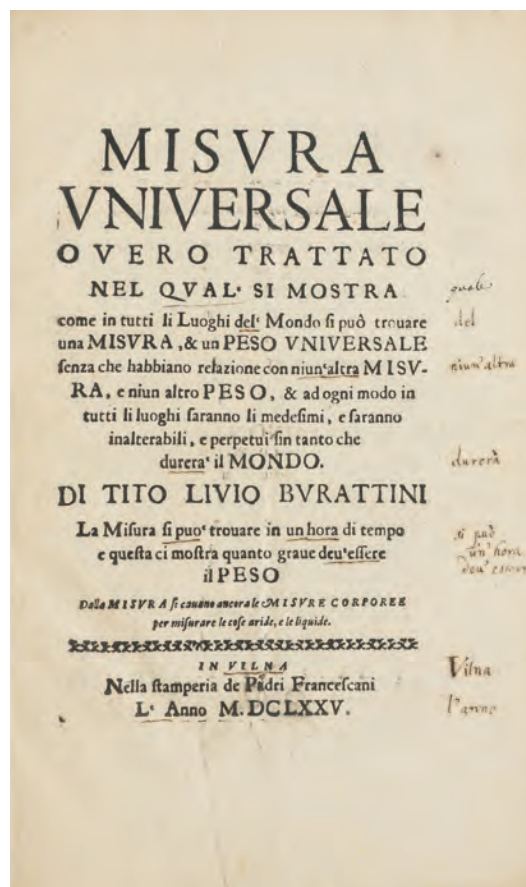 MISVRA
VNIVERSALE
OVERO TRATTATO
NEL QVAL' SI MOSTRA
quale
come in tutti li Luoghi del' Mondo ſi può trouare
del
una MISVRA, & un PESO VNIVERSALE
ſenza che habbiano relazione con niun'altra MISV-
niun'altra
RA, e niun altro PESO, & ad ogni modo in
tutti li luoghi ſaranno li medeſimi, e ſaranno
inalterabili, e perpetui ſin tanto che
durera' il MONDO.
durerà
DI TITO LIVIO BVRATTINI
La Miſura ſi puo' trouare in un hora di tempo
si può
e queſta ci moſtra quanto graue deu'eſſere
un' hora
il PESO
Dalla MISVRA ſi cauano ancora le MISVRE CORPOREE
per miſurare le coſe aride, e le liquide.
IN VILNA
Vilna
Nella ſtamperia de Padri Franceſcani
L' Anno M. DCLXXV.
l'anno